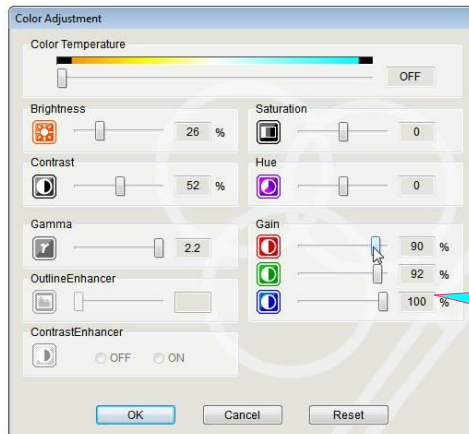 Color Adjustment
Color Temperature
OFF
Brightness
26 %
Saturation
0
Contrast
52 %
Hue
0
Gamma
γ 2.2
Gain
90 %
92 %
100 %
OutlineEnhancer
ContrastEnhancer
OFF ON
OK Cancel Reset